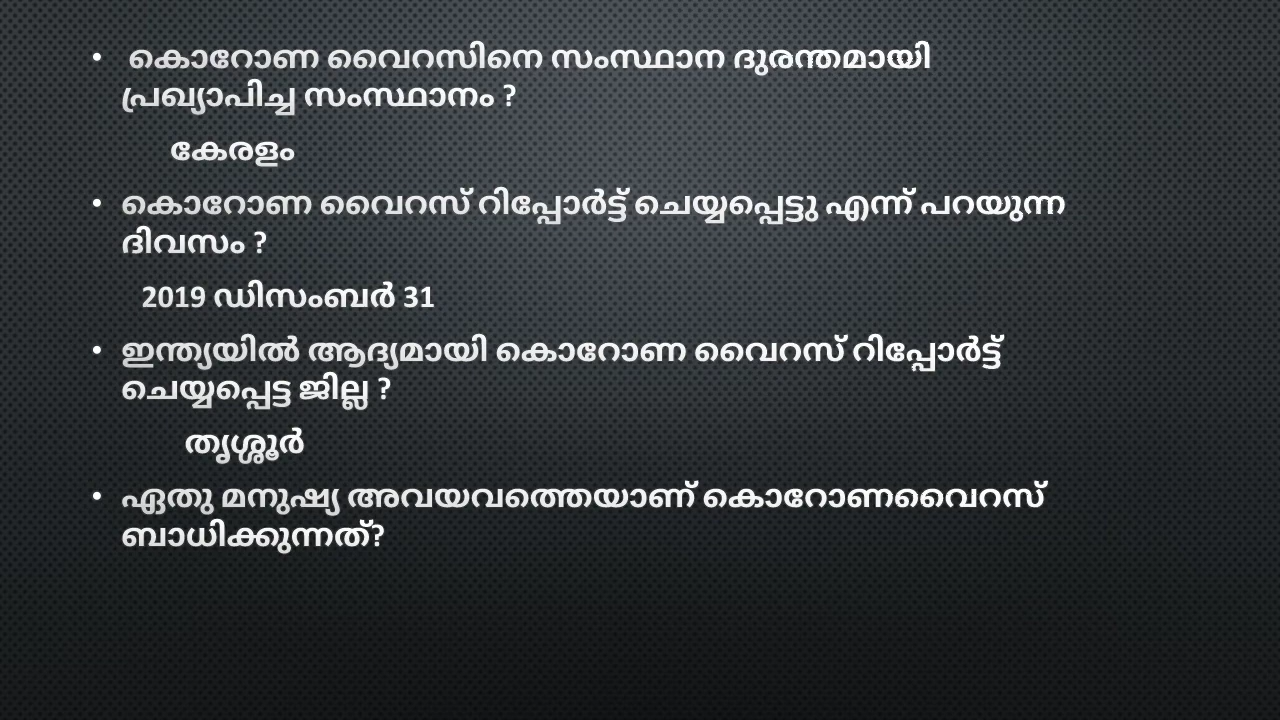 • കൊറോണ വൈറസിനെ സംസ്ഥാന ദുരന്തമായി
പ്രഖ്യാപിച്ച സംസ്ഥാനം ?
കേരളം
• കൊറോണ വൈറസ് റിപ്പോർട്ട് ചെയ്യപ്പെട്ടു എന്ന് പറയുന്ന
ദിവസം ?
2019 ഡിസംബർ 31
• ഇന്ത്യയിൽ ആദ്യമായി കൊറോണ വൈറസ് റിപ്പോർട്ട്
ചെയ്യപ്പെട്ട ജില്ല ?
തൃശ്ശൂർ
• ഏതു മനുഷ്യ അവയവത്തെയാണ് കൊറോണവൈറസ്
ബാധിക്കുന്നത്?